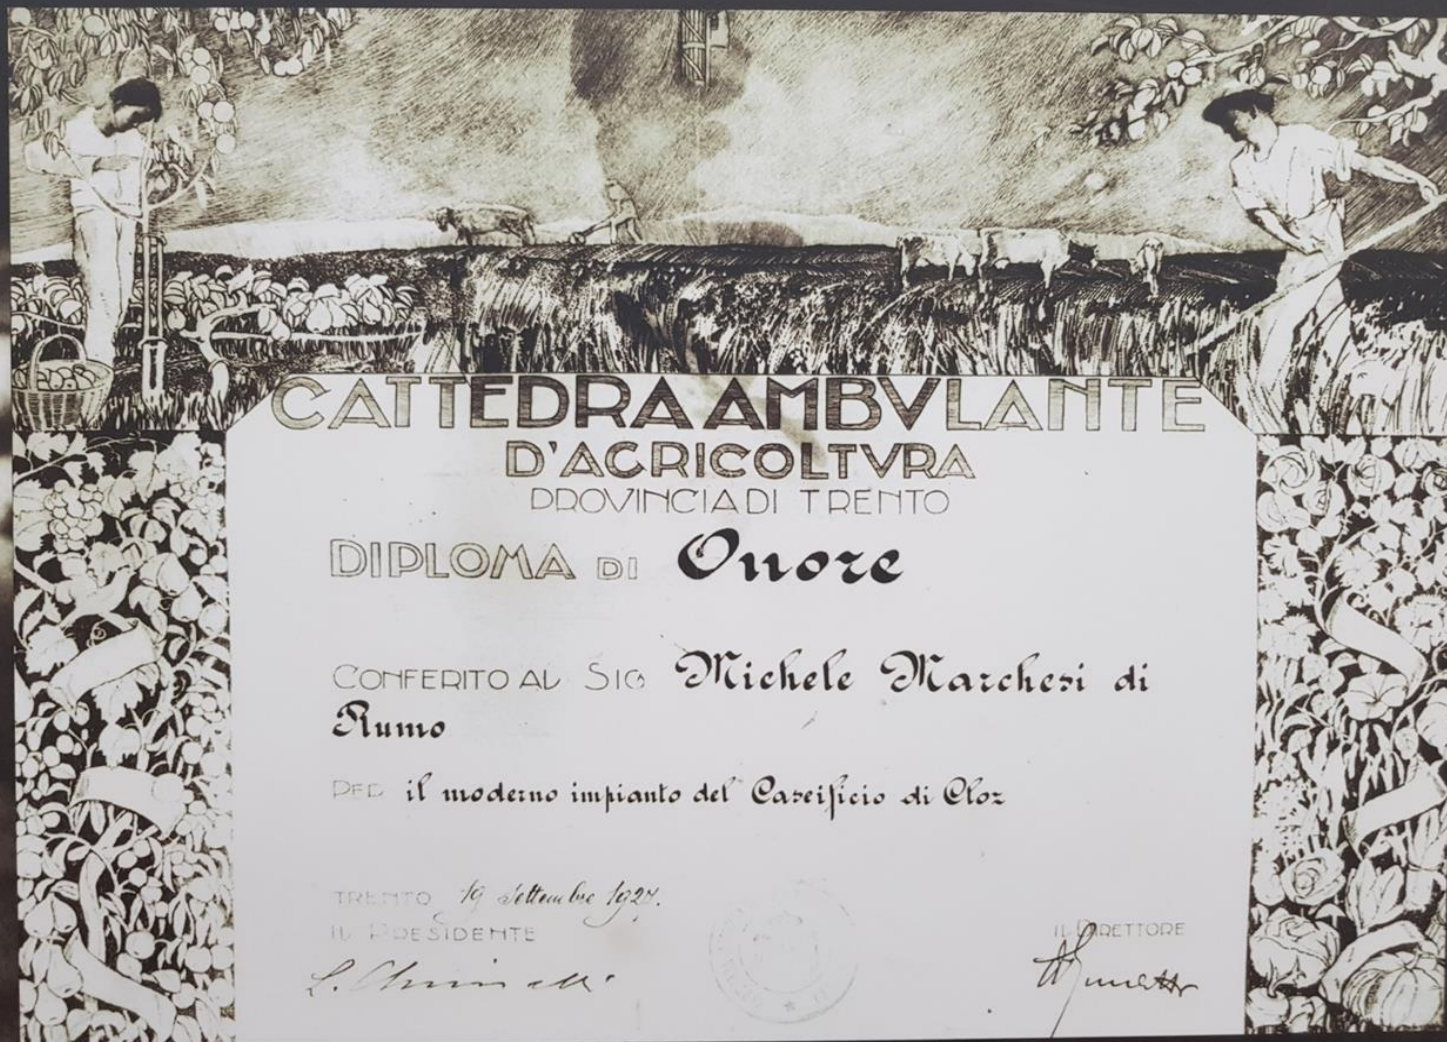 CATTEDRA AMBVLANTE
D'AGRICOLTVRA
PROVINCIA DI TRENTO
DIPLOMA DI Onore
CONFERITO AL SIG Michele Marchesi di
Rumo
PER il moderno impianto del Caseificio di Cloz
TRENTO 19 Settembre 1927.
IL PRESIDENTE
IL DIRETTORE